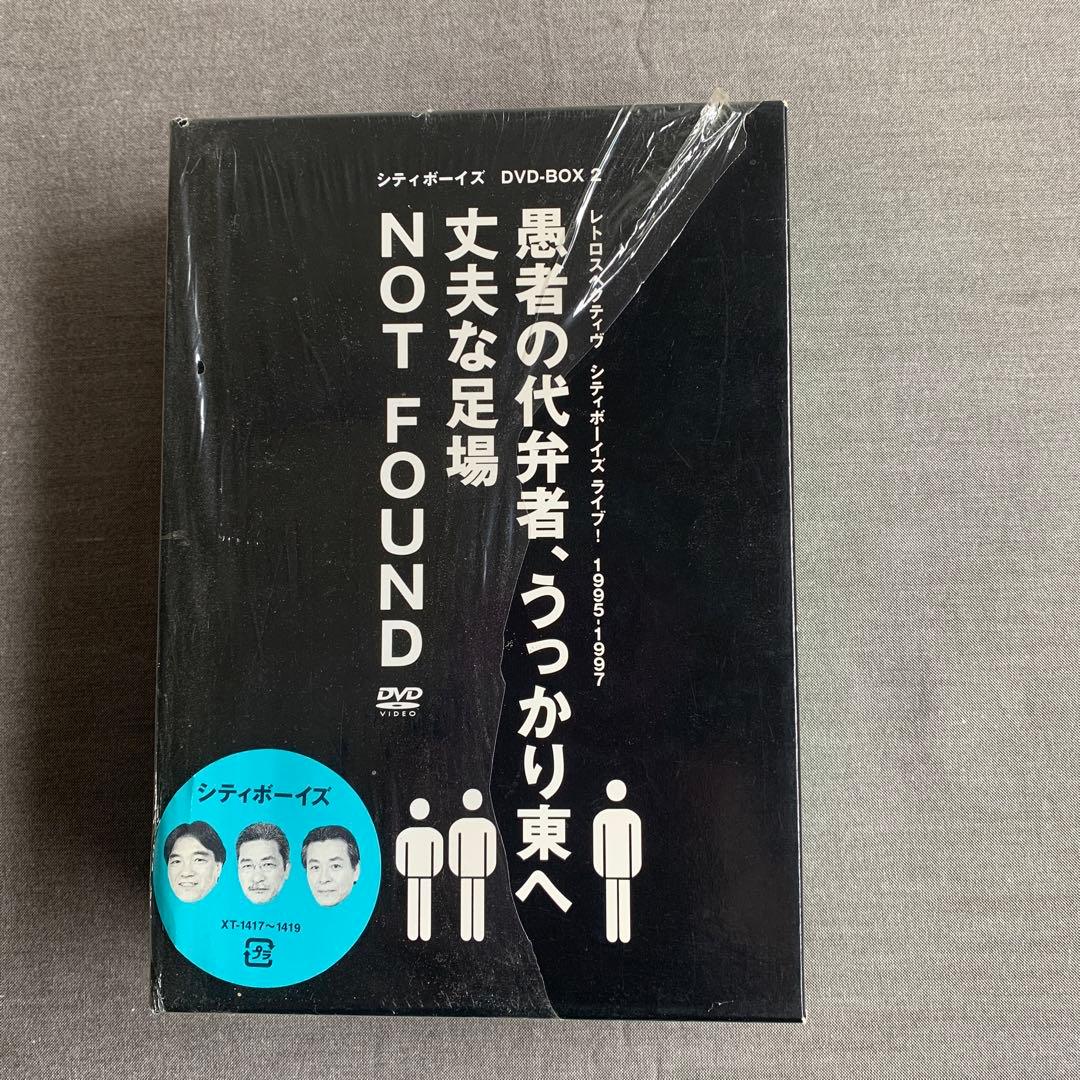 シティボーイズ DVD-BOX 2
レトロスペクティヴ シティボーイズ ライブ! 1995-1997
愚者の代弁者、うっかり東へ
丈夫な足場
NOT FOUND
DVD
VIDEO
シティボーイズ
XT-1417〜1419
プラ